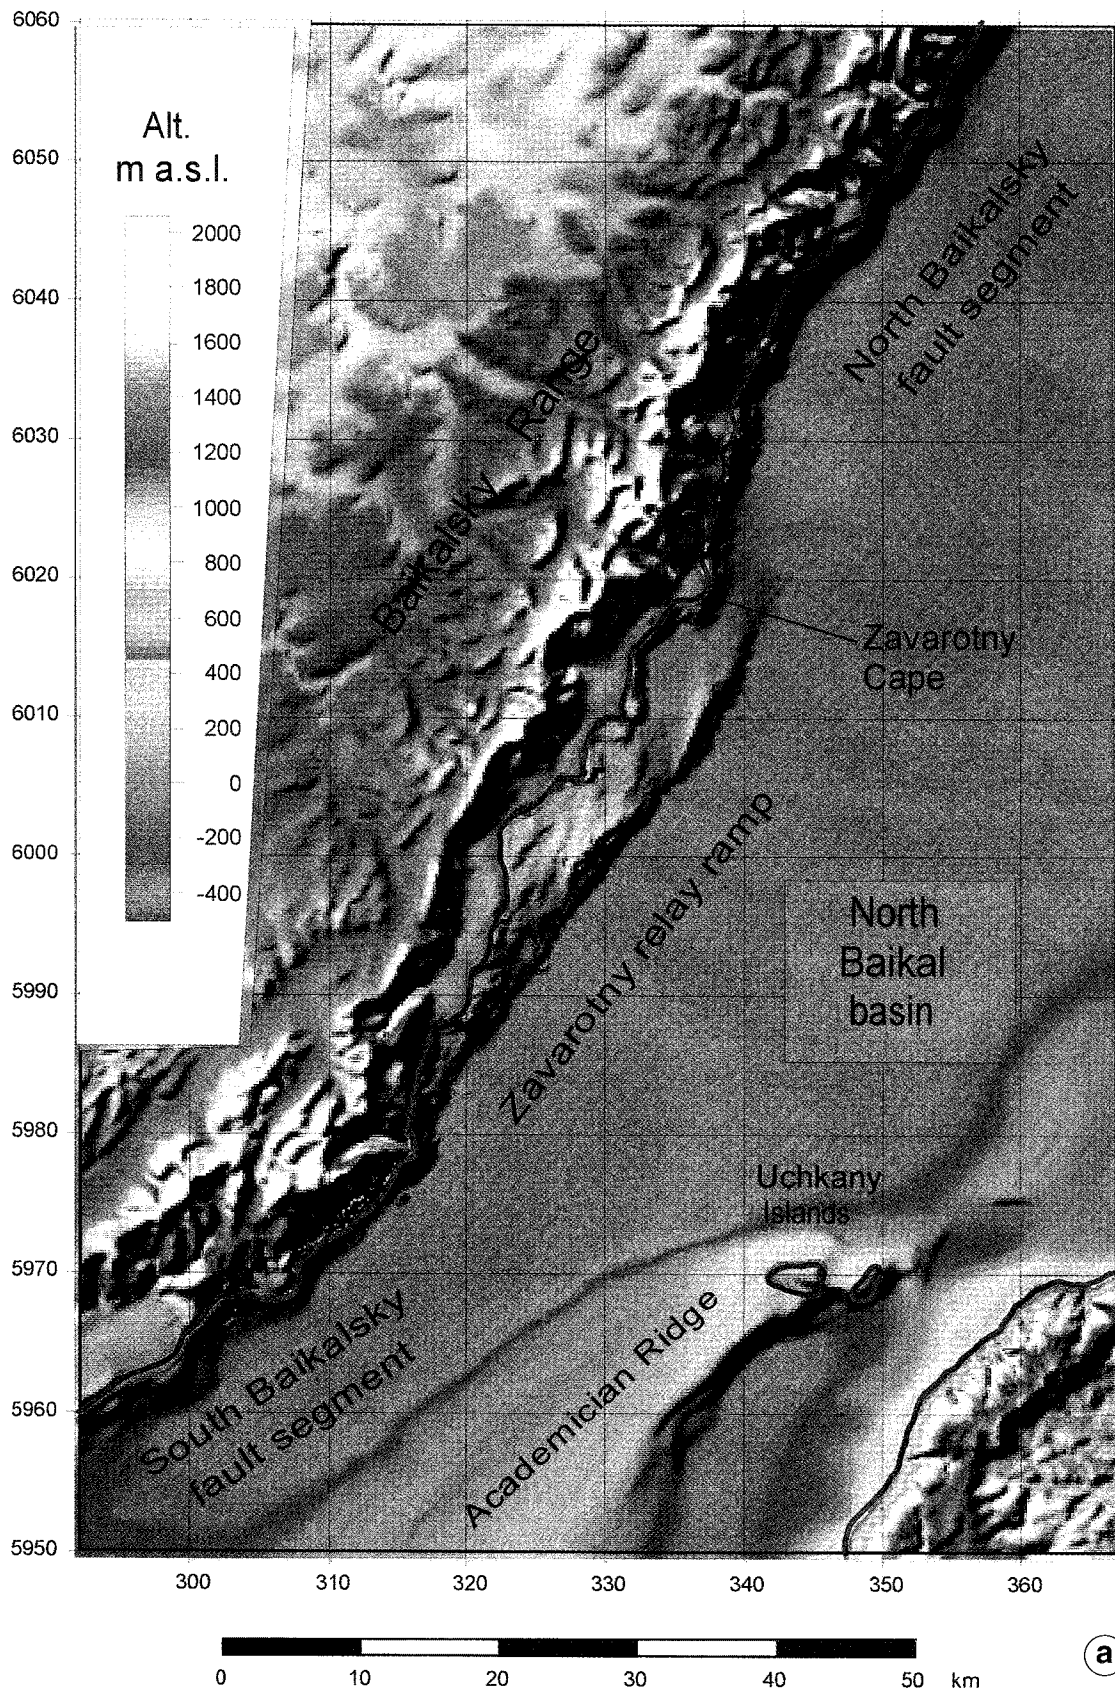 6060
6050
6040
6030
6020
6010
6000
5990
5980
5970
5960
5950
Alt.
m a.s.l.
2000
1800
1600
1400
1200
1000
800
600
400
200
0
-200
-400
North Baikalsky
fault segment
Baikalsky Range
Zavarotny
Cape
Zavarotny relay ramp
North
Baikal
basin
Uchkany
Islands
Academician Ridge
South Baikalsky
fault segment
300 310 320 330 340 350 360
0 10 20 30 40 50 km
a